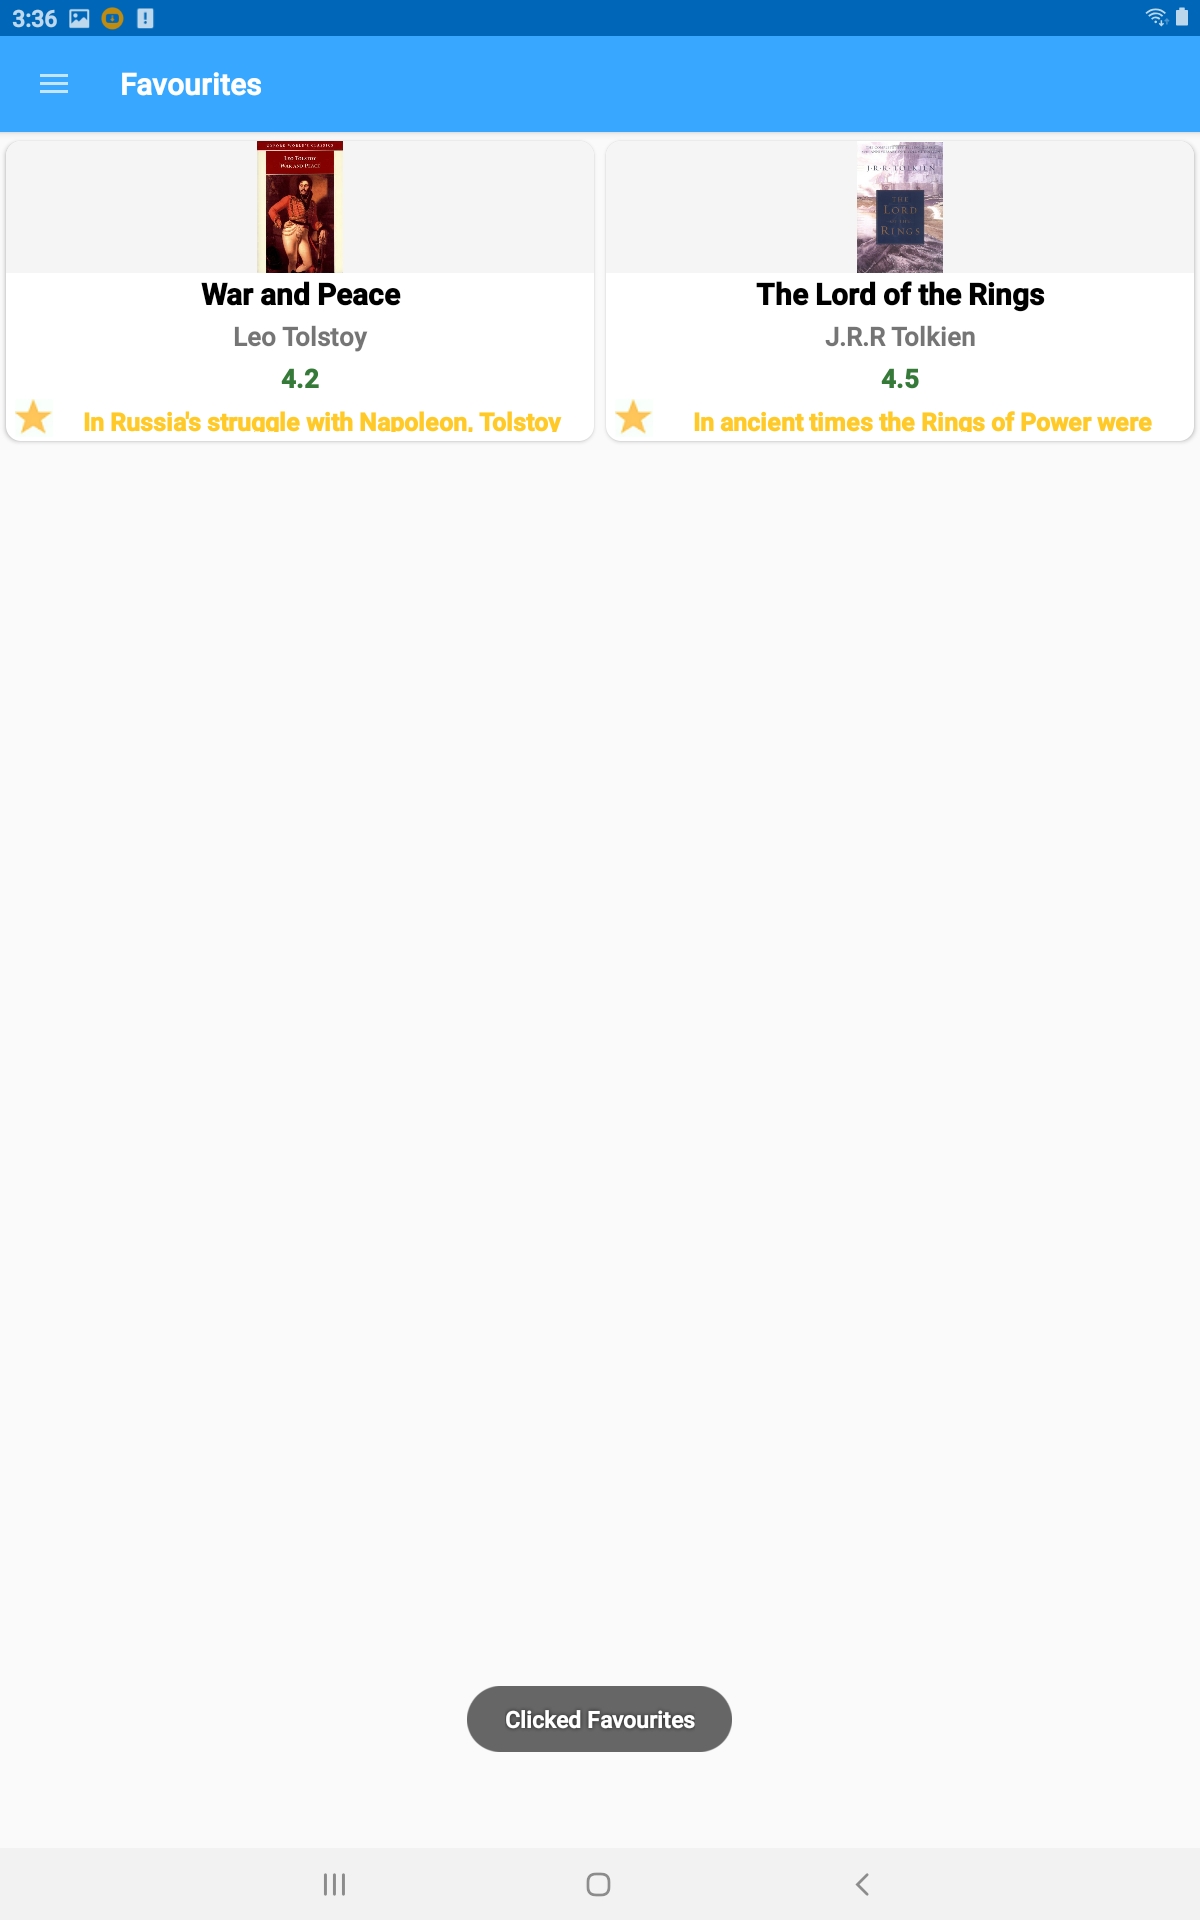 3:36
Favourites
OXFORD WORLD'S CLASSICS
LEO TOLSTOY
WAR AND PEACE
War and Peace
Leo Tolstoy
4.2
In Russia's struggle with Napoleon, Tolstoy
J·R·R·TOLKIEN
THE
LORD
OF THE
RINGS
The Lord of the Rings
J.R.R Tolkien
4.5
In ancient times the Rings of Power were
Clicked Favourites